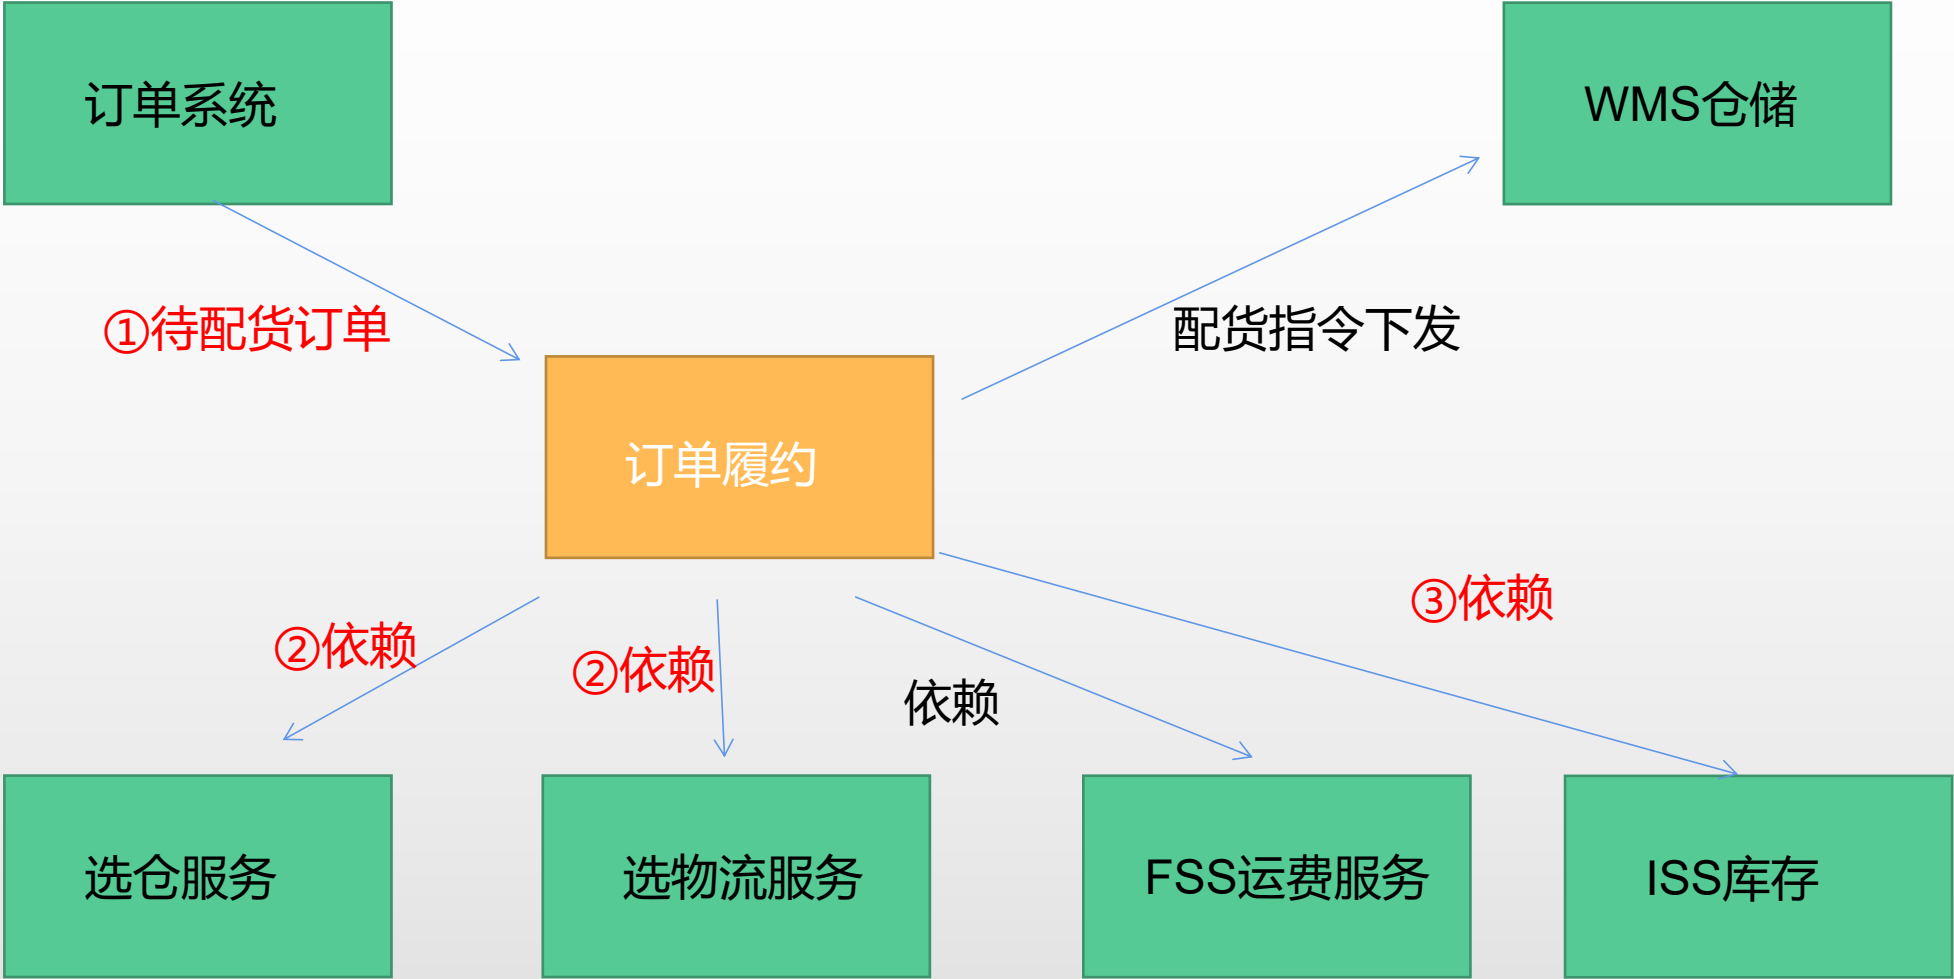 订单系统
WMS仓储
①待配货订单
配货指令下发
订单履约
③依赖
②依赖
②依赖
依赖
选仓服务
选物流服务
FSS运费服务
ISS库存